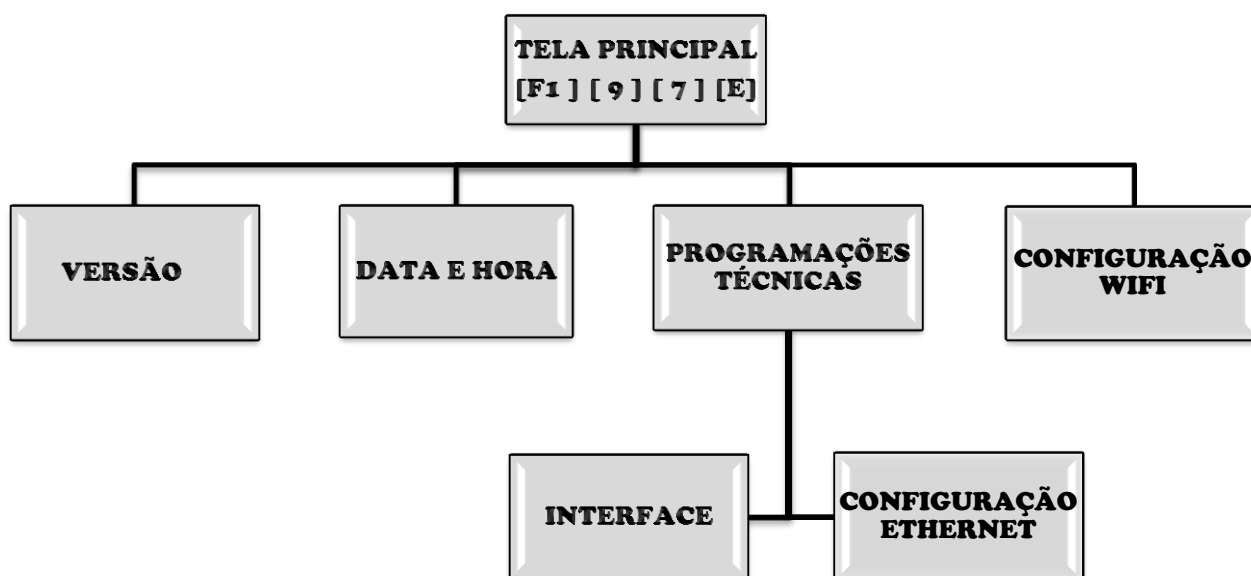 TELA PRINCIPAL
[F1 ] [ 9 ] [ 7 ] [E]
VERSÃO
DATA E HORA
PROGRAMAÇÕES
TÉCNICAS
CONFIGURAÇÃO
WIFI
INTERFACE
CONFIGURAÇÃO
ETHERNET